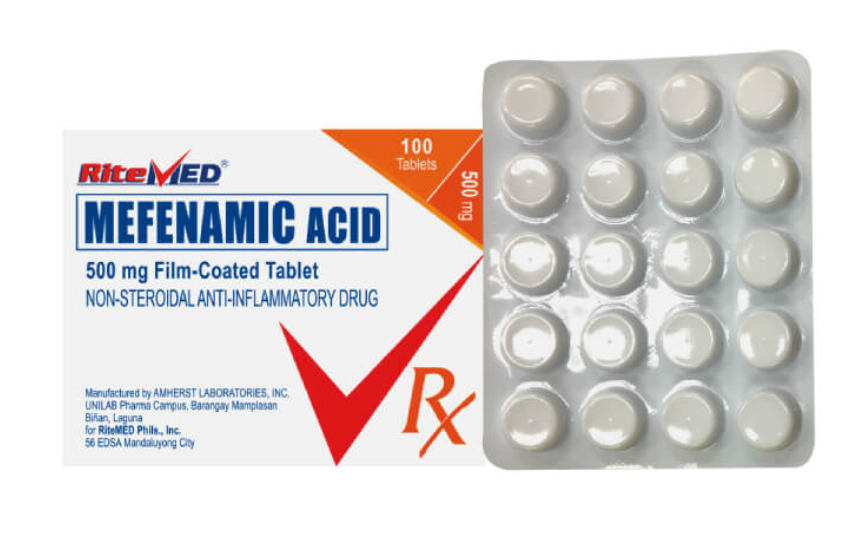 RiteMED®
MEFENAMIC ACID
500 mg Film-Coated Tablet
NON-STEROIDAL ANTI-INFLAMMATORY DRUG
100
Tablets
500 mg
Rx
Manufactured by AMHERST LABORATORIES, INC.
UNILAB Pharma Campus, Barangay Mamplasan
Biñan, Laguna
for RiteMED Phils., Inc.
56 EDSA Mandaluyong City